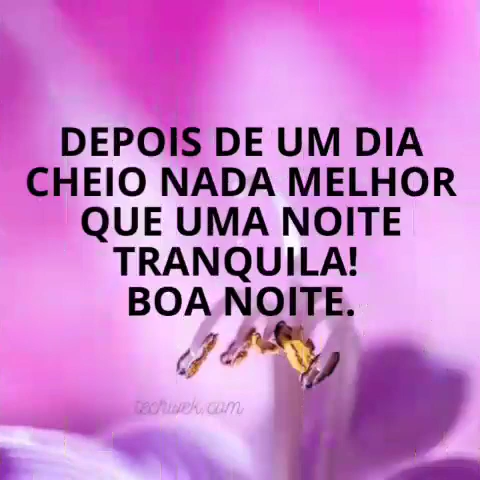 DEPOIS DE UM DIA
CHEIO NADA MELHOR
QUE UMA NOITE
TRANQUILA!
BOA NOITE.